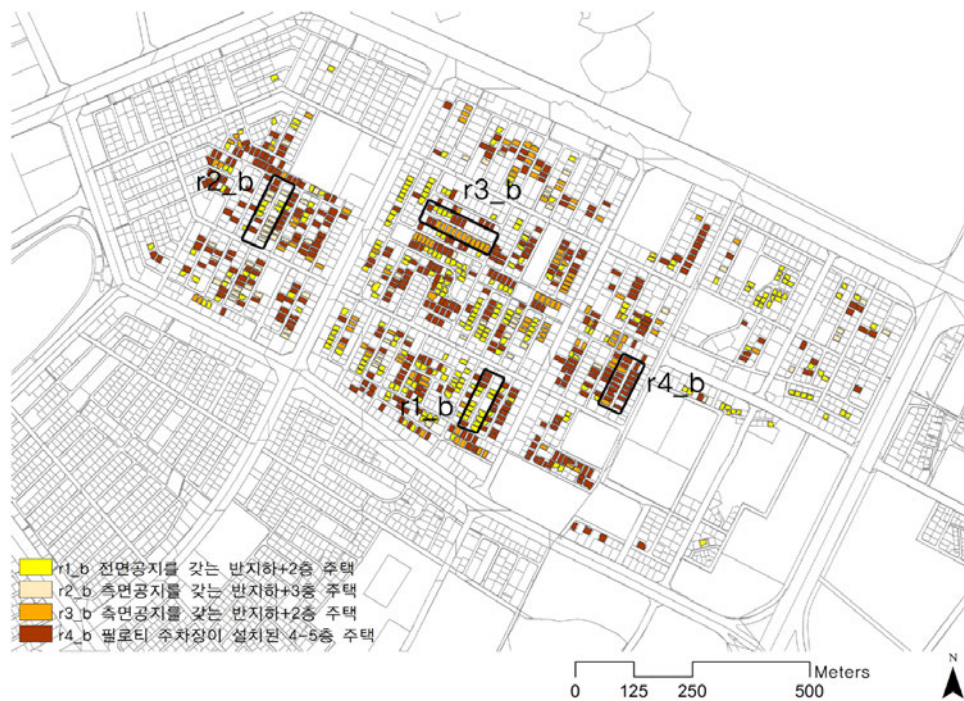 r2_b
r3_b
r1_b
r4_b
r1_b 전면공지를 갖는 반지하+2층 주택
r2_b 측면공지를 갖는 반지하+3층 주택
r3_b 측면공지를 갖는 반지하+2층 주택
r4_b 필로티 주차장이 설치된 4-5층 주택
Meters
0 125 250 500
N